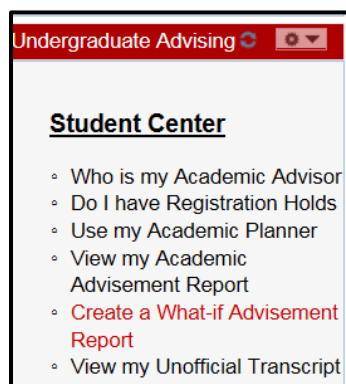 Undergraduate Advising
Student Center
◦ Who is my Academic Advisor
◦ Do I have Registration Holds
◦ Use my Academic Planner
◦ View my Academic
Advisement Report
◦ Create a What-if Advisement
Report
◦ View my Unofficial Transcript